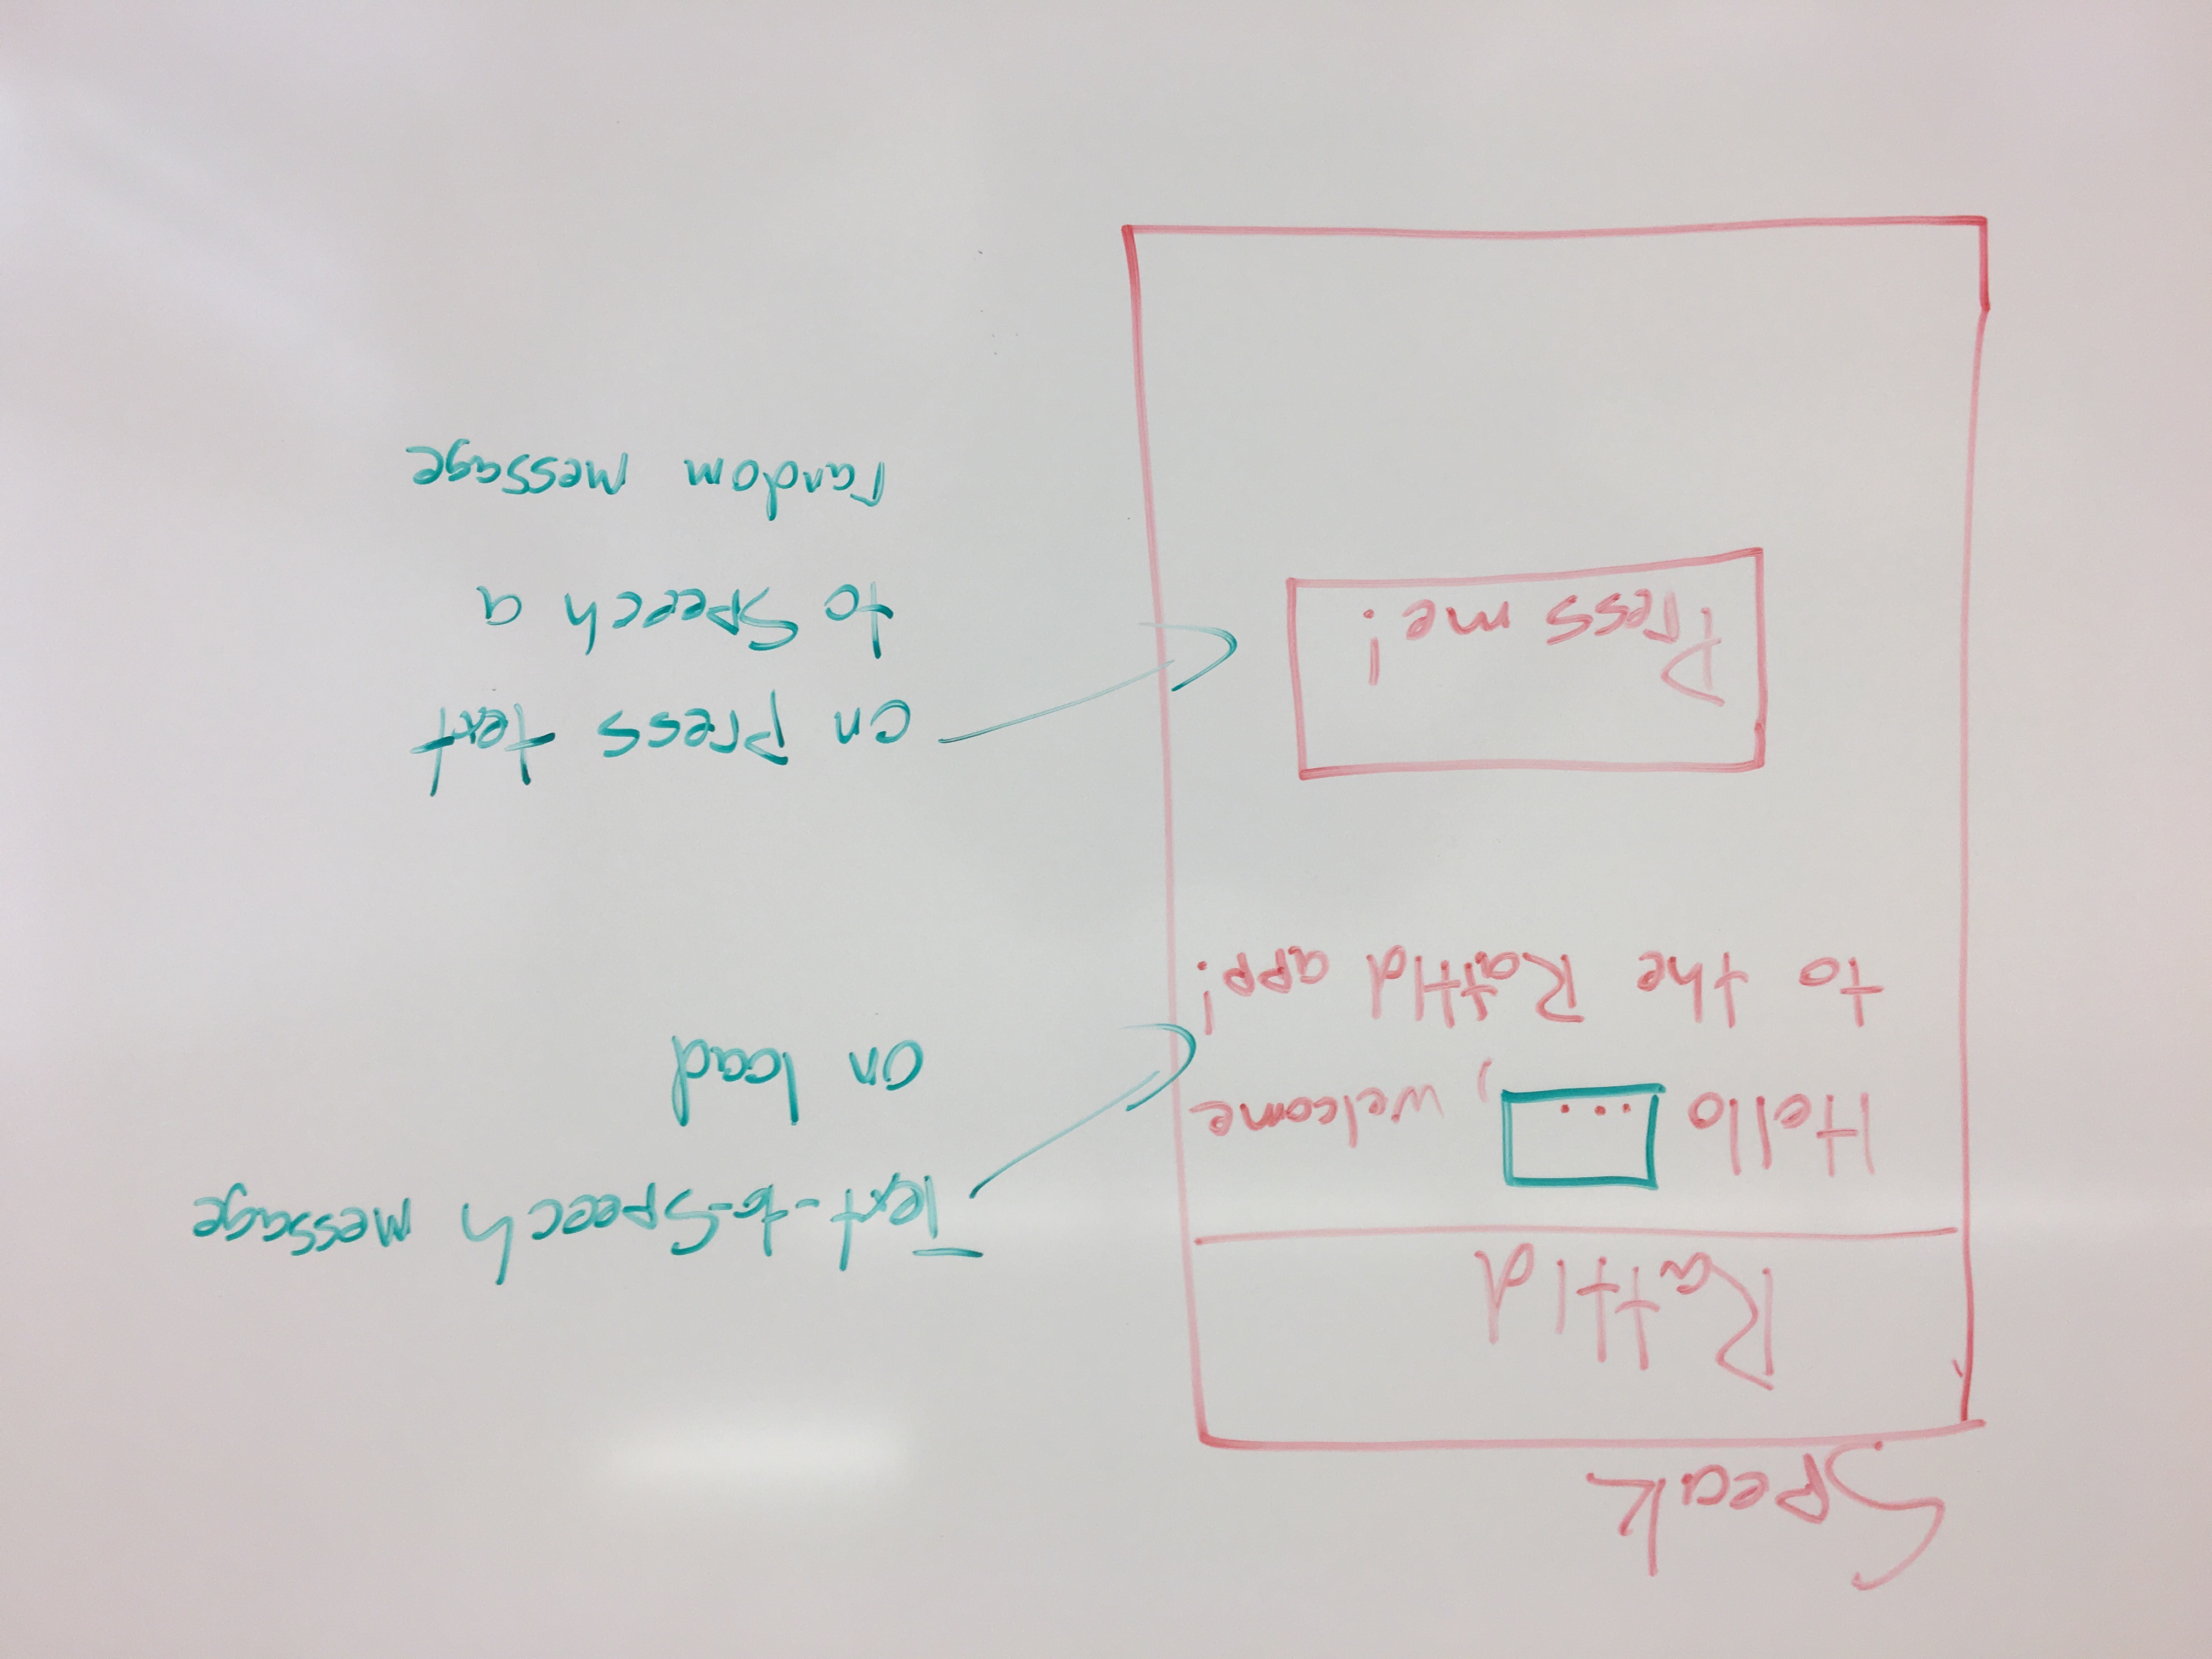 Speak
Rattld
Hello ... , welcome
to the Rattld app!
Press me!
Text-to-Speech message
on load
on press text
to speech a
random message